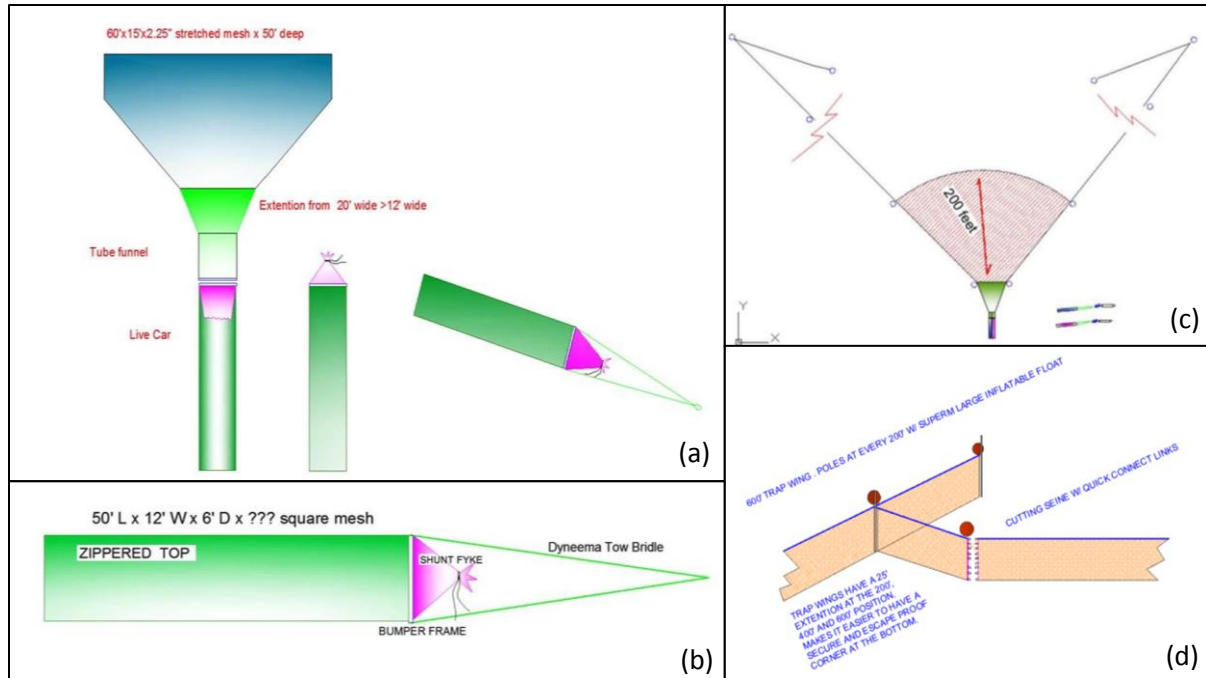 60'x15'x2.25" stretched mesh x 50' deep
Extention from 20' wide >12' wide
Tube funnel
Live Car
(a)
50' L x 12' W x 6' D x ??? square mesh
ZIPPERED TOP
SHUNT FYKE
Dyneema Tow Bridle
BUMPER FRAME
(b)
200 feet
Y
X
(c)
600' TRAP WING . POLES AT EVERY 200' W/ SUPERM LARGE INFLATABLE FLOAT
CUTTING SEINE W/ QUICK CONNECT LINKS
TRAP WINGS HAVE A 25'
EXTENTION AT THE 200',
400' AND 600' POSITION.
MAKES IT EASIER TO HAVE A
SECURE AND ESCAPE PROOF
CORNER AT THE BOTTOM.
(d)